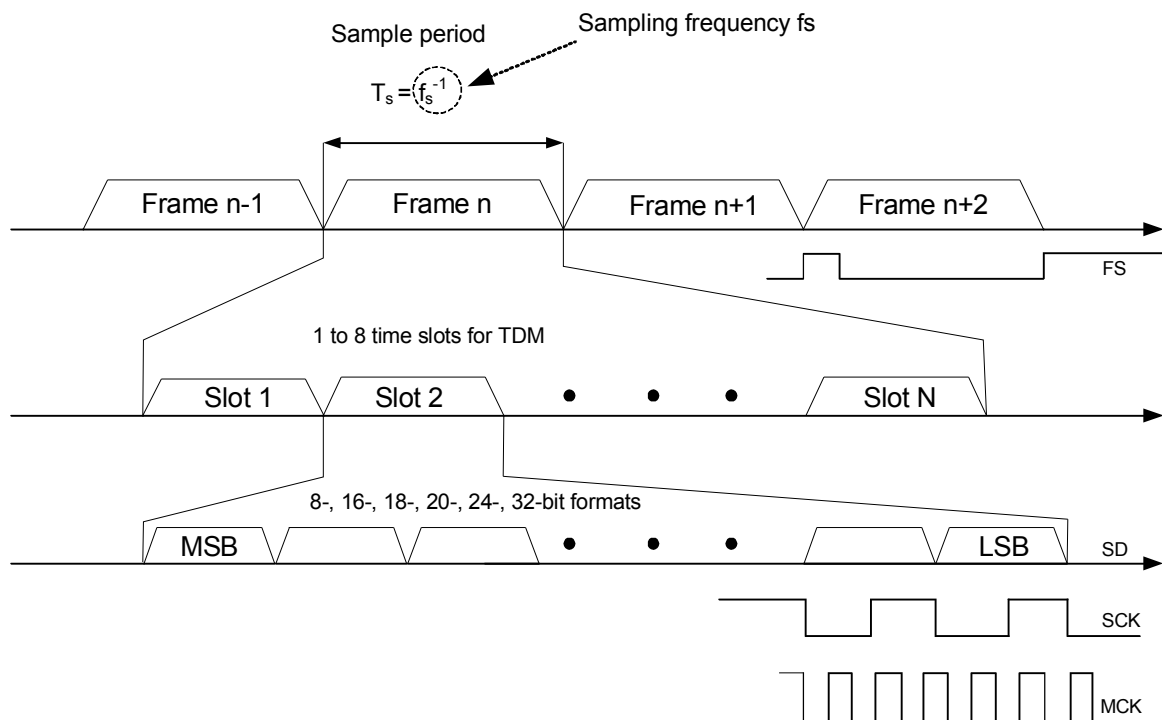 Sampling frequency fs
Sample period
Ts = fs-1
Frame n-1
Frame n
Frame n+1
Frame n+2
FS
1 to 8 time slots for TDM
Slot 1
Slot 2
Slot N
8-, 16-, 18-, 20-, 24-, 32-bit formats
MSB
LSB
SD
SCK
MCK